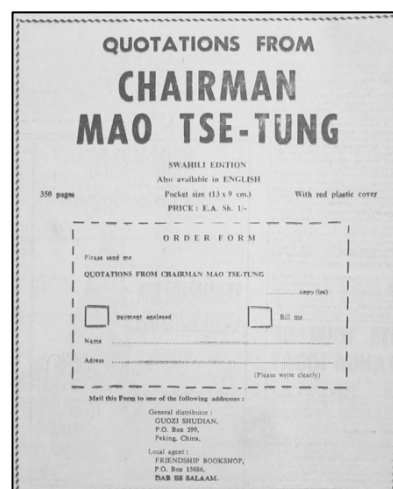 QUOTATIONS FROM
CHAIRMAN
MAO TSE-TUNG
SWAHILI EDITION
Also available in ENGLISH
350 pages Pocket size (13 x 9 cm.) With red plastic cover
PRICE: E.A. Sh. 1/-
ORDER FORM
Please send me
QUOTATIONS FROM CHAIRMAN MAO TSE-TUNG
copy(ies)
payment enclosed Bill me
Name
Adress
(Please write clearly)
Mail this Form to one of the following addresses :
General distributor :
GUOZI SHUDIAN,
P.O. Box 399,
Peking, China.
Local agent :
FRIENDSHIP BOOKSHOP,
P.O. Box
DAR ES SALAAM.